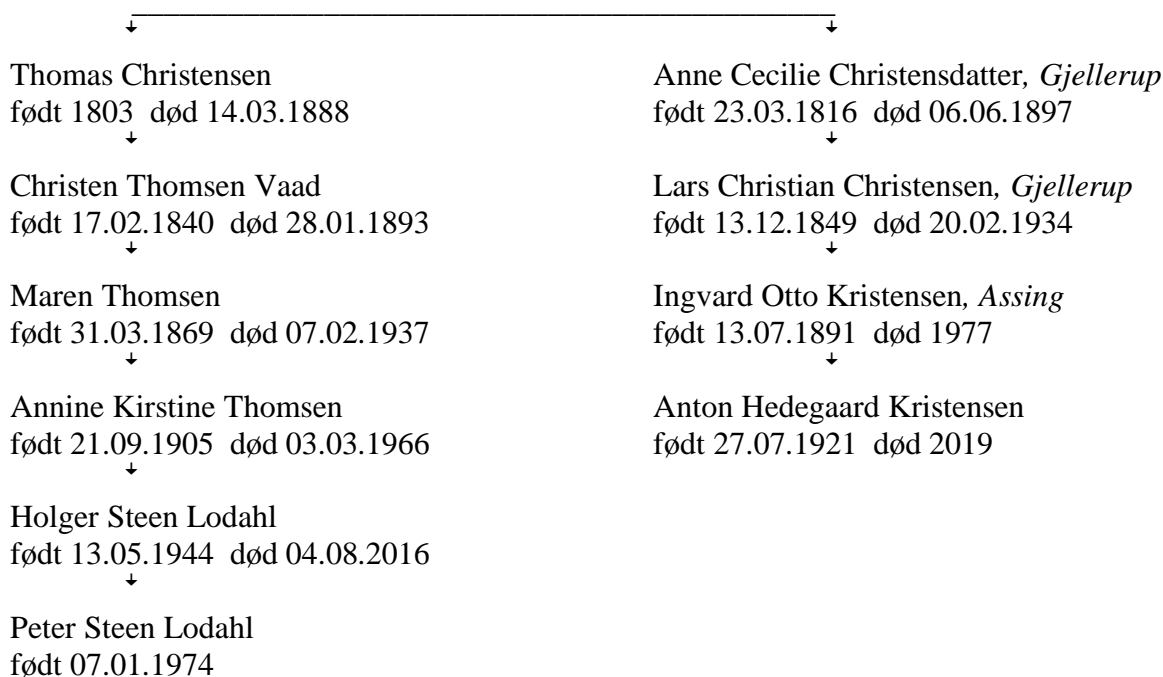 Thomas Christensen
født 1803 død 14.03.1888
Christen Thomsen Vaad
født 17.02.1840 død 28.01.1893
Maren Thomsen
født 31.03.1869 død 07.02.1937
Annine Kirstine Thomsen
født 21.09.1905 død 03.03.1966
Holger Steen Lodahl
født 13.05.1944 død 04.08.2016
Peter Steen Lodahl
født 07.01.1974
Anne Cecilie Christensdatter, Gjellerup
født 23.03.1816 død 06.06.1897
Lars Christian Christensen, Gjellerup
født 13.12.1849 død 20.02.1934
Ingvard Otto Kristensen, Assing
født 13.07.1891 død 1977
Anton Hedegaard Kristensen
født 27.07.1921 død 2019